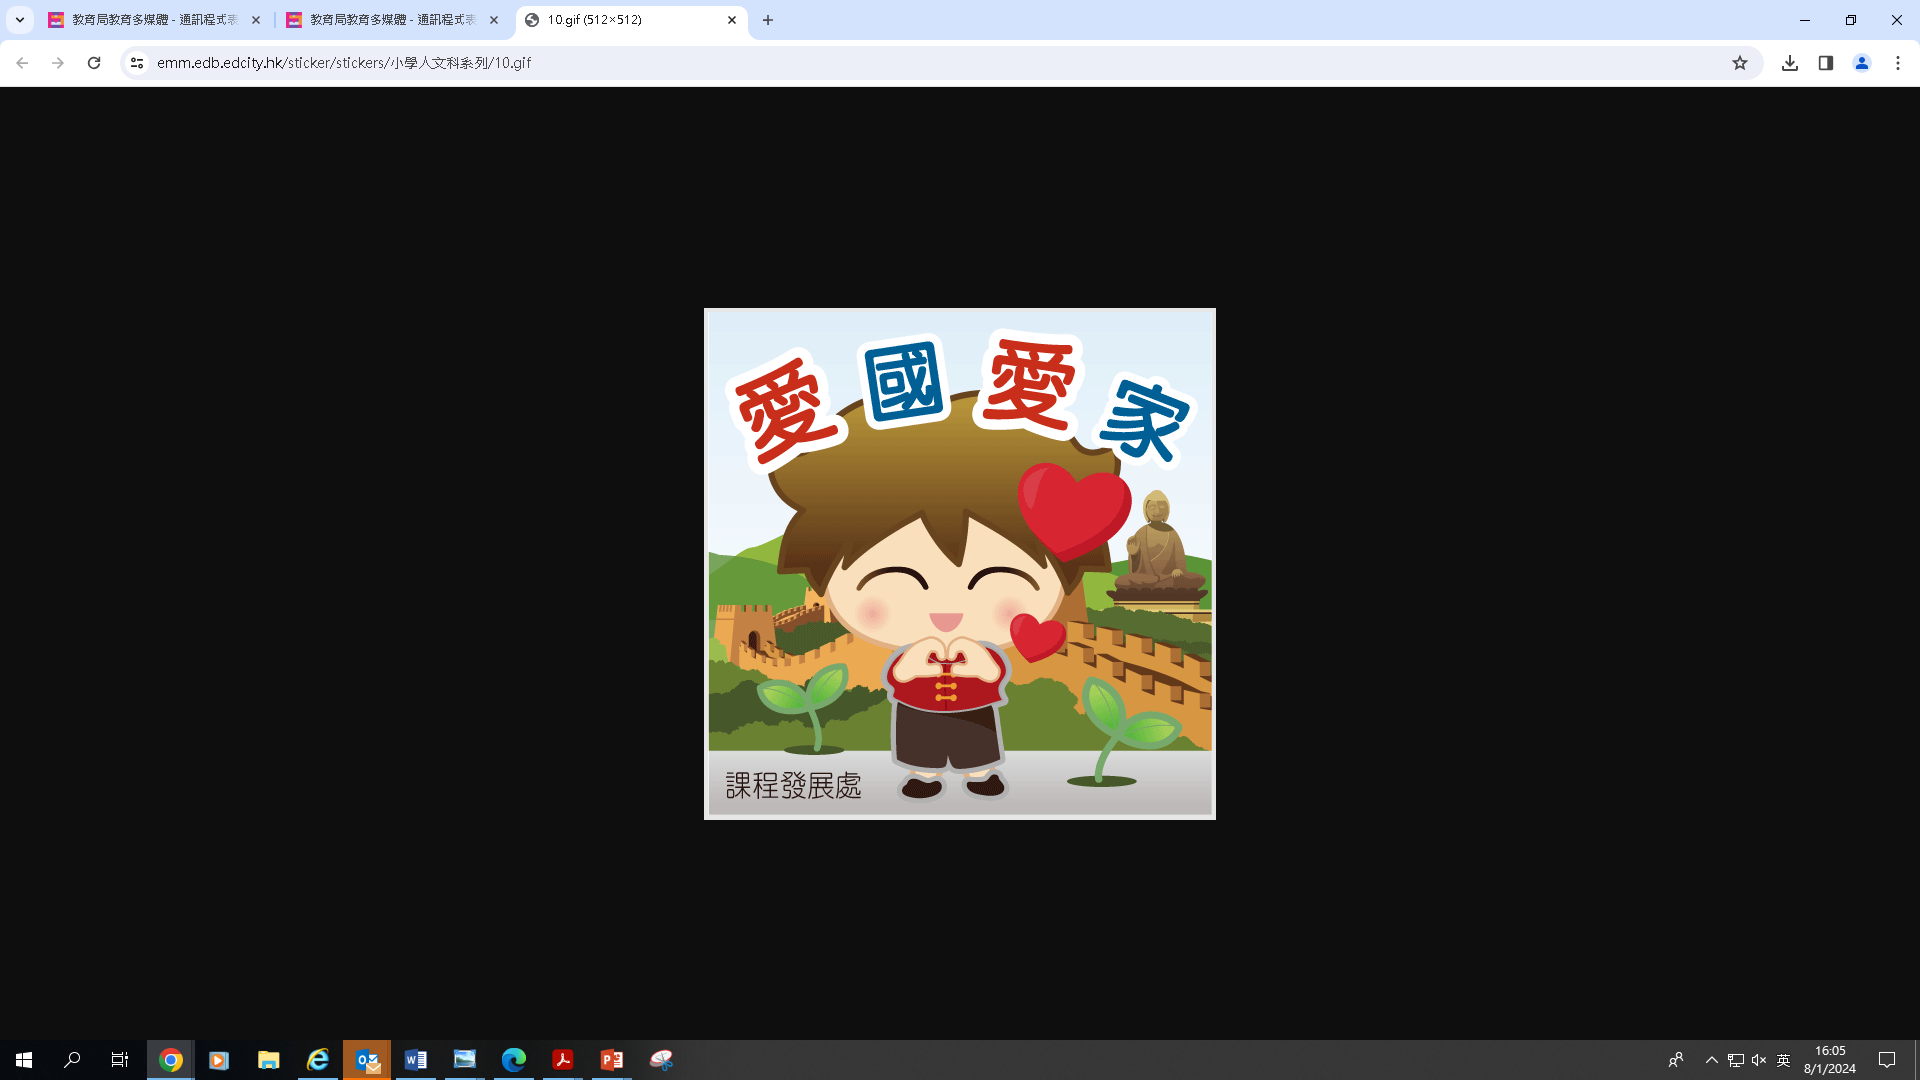 教育局教育多媒體 - 通訊程式表
教育局教育多媒體 - 通訊程式表
10.gif (512×512)
emm.edb.edcity.hk/sticker/stickers//小學人文科系列/10.gif
愛國愛家
課程發展處
英
16:05
8/1/2024